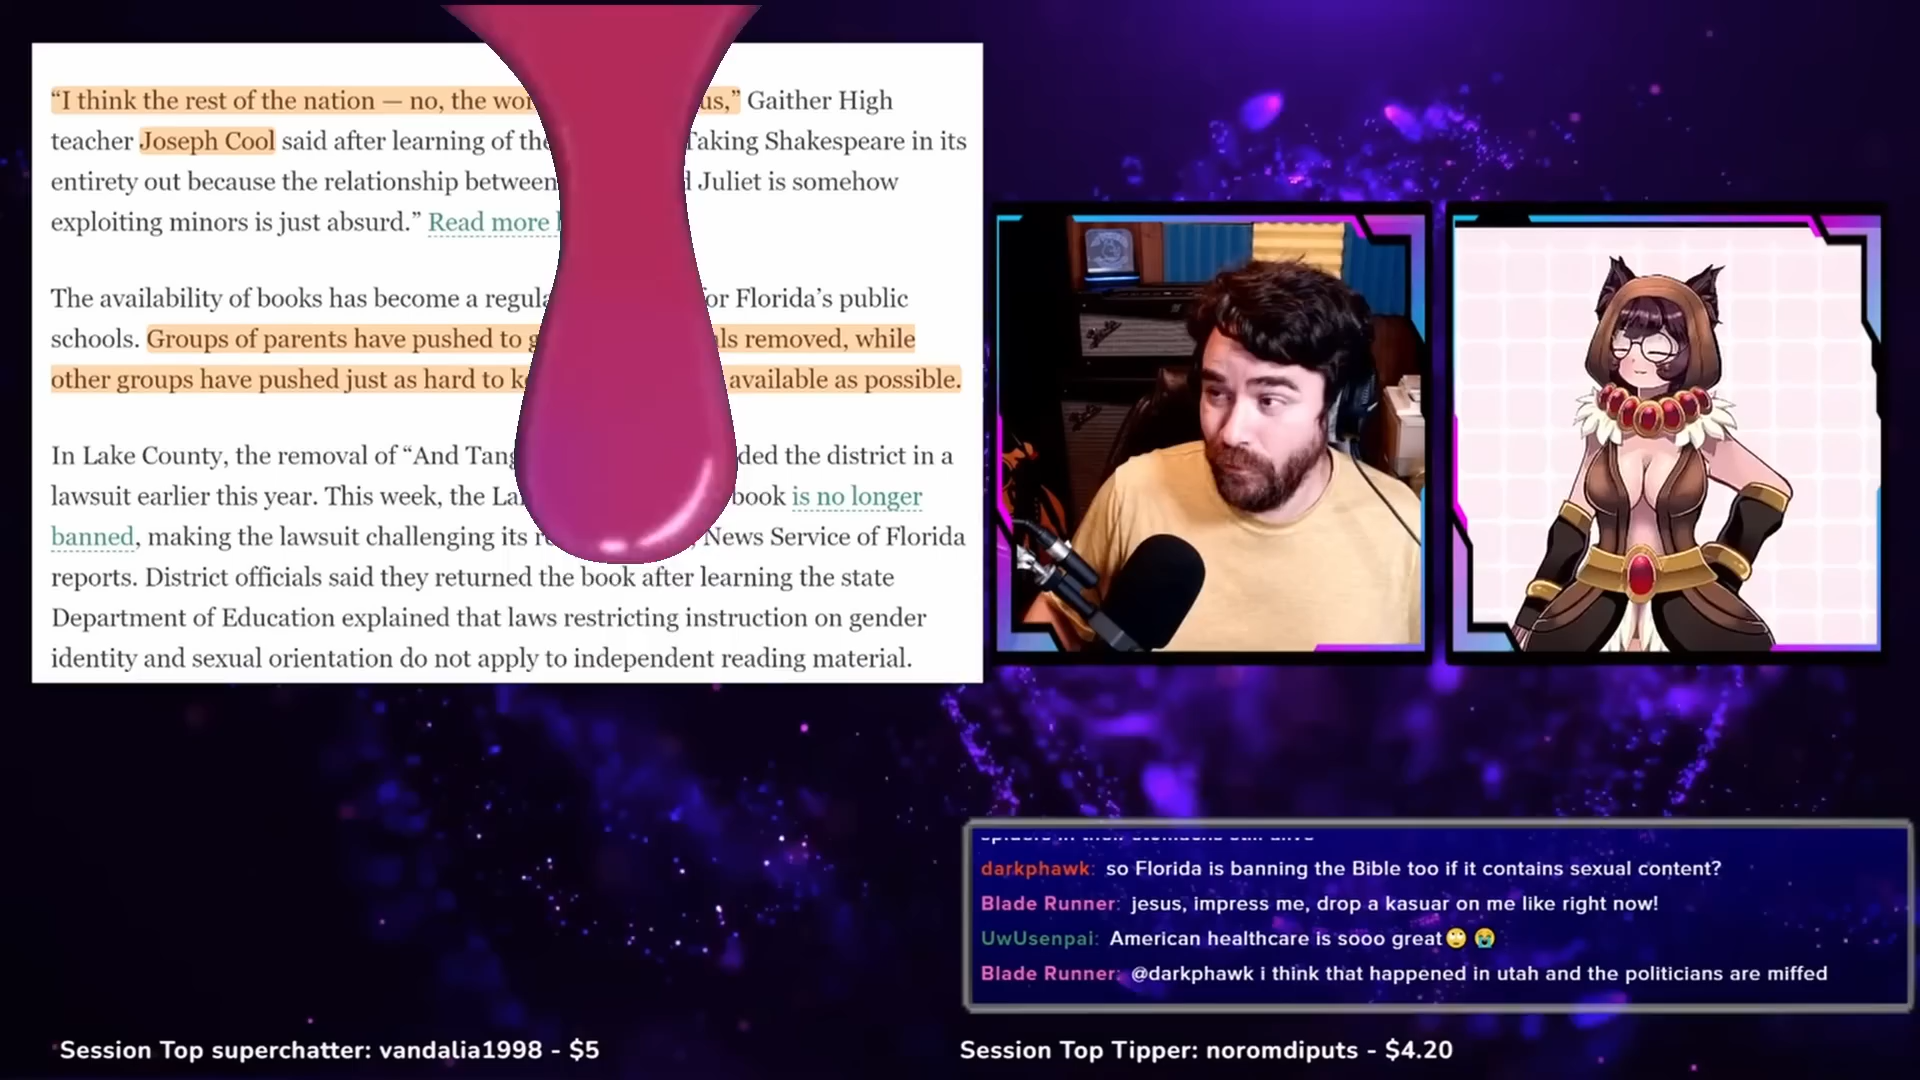 “I think the rest of the nation — no, the us,” Gaither High
teacher Joseph Cool said after learning of the Taking Shakespeare in its
entirety out because the relationship between Juliet is somehow
exploiting minors is just absurd.” Read more
The availability of books has become a for Florida’s public
schools. Groups of parents have pushed to removed, while
other groups have pushed just as hard to available as possible.
In Lake County, the removal of “And the district in a
lawsuit earlier this year. This week, the book is no longer
banned, making the lawsuit challenging its News Service of Florida
reports. District officials said they returned the book after learning the state
Department of Education explained that laws restricting instruction on gender
identity and sexual orientation do not apply to independent reading material.
darkphawk: so Florida is banning the Bible too if it contains sexual content?
Blade Runner: jesus, impress me, drop a kasuar on me like right now!
UwUsenpai: American healthcare is sooo great🙄 😭
Blade Runner: @darkphawk i think that happened in utah and the politicians are miffed
Session Top superchatter: vandalia1998 - $5
Session Top Tipper: noromdiputs - $4.20